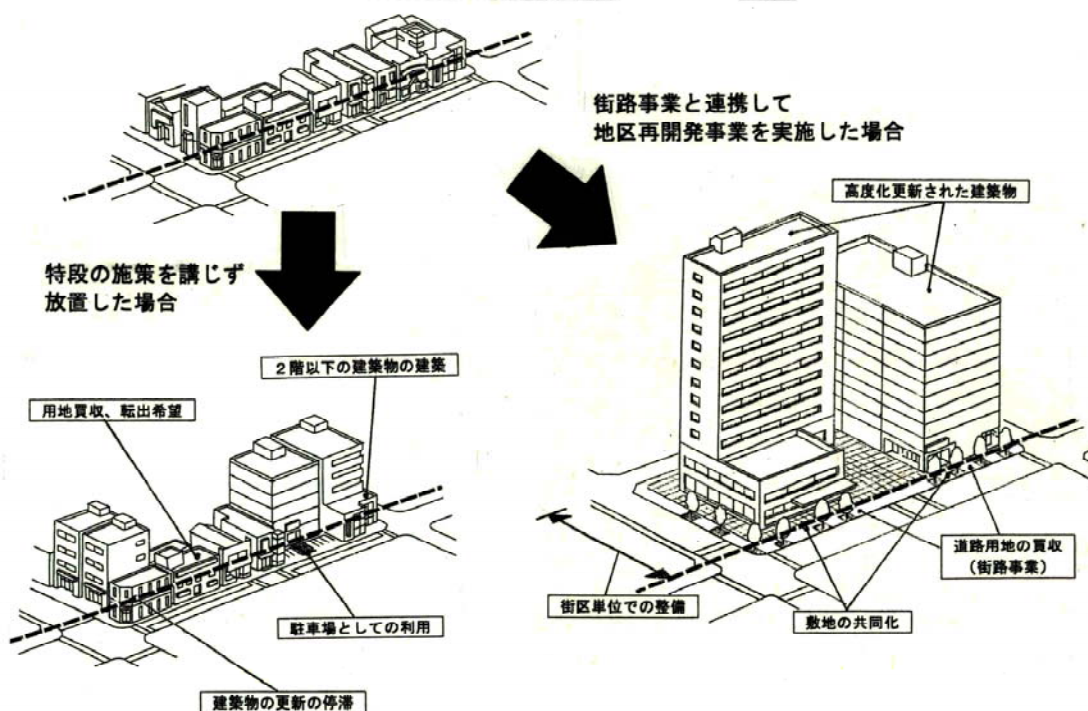 街路事業と連携して
地区再開発事業を実施した場合
高度化更新された建築物
特段の施策を講じず
放置した場合
2階以下の建築物の建築
用地買収、転出希望
道路用地の買収
(街路事業)
街区単位での整備
敷地の共同化
駐車場としての利用
建築物の更新の停滞